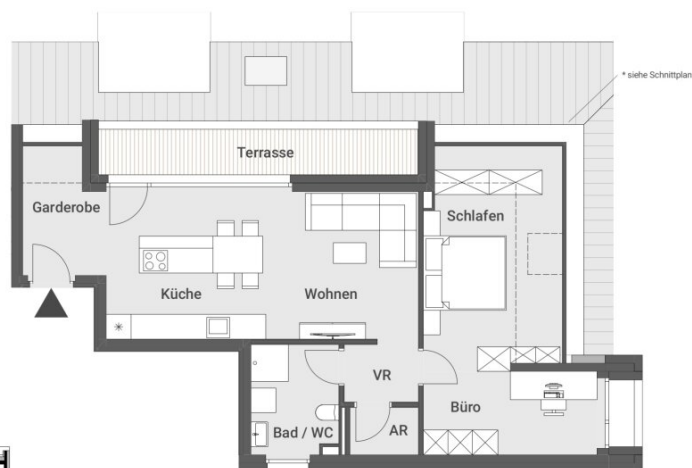 * siehe Schnittplan
Terrasse
Garderobe
Schlafen
Küche
Wohnen
VR
Büro
Bad / WC
AR